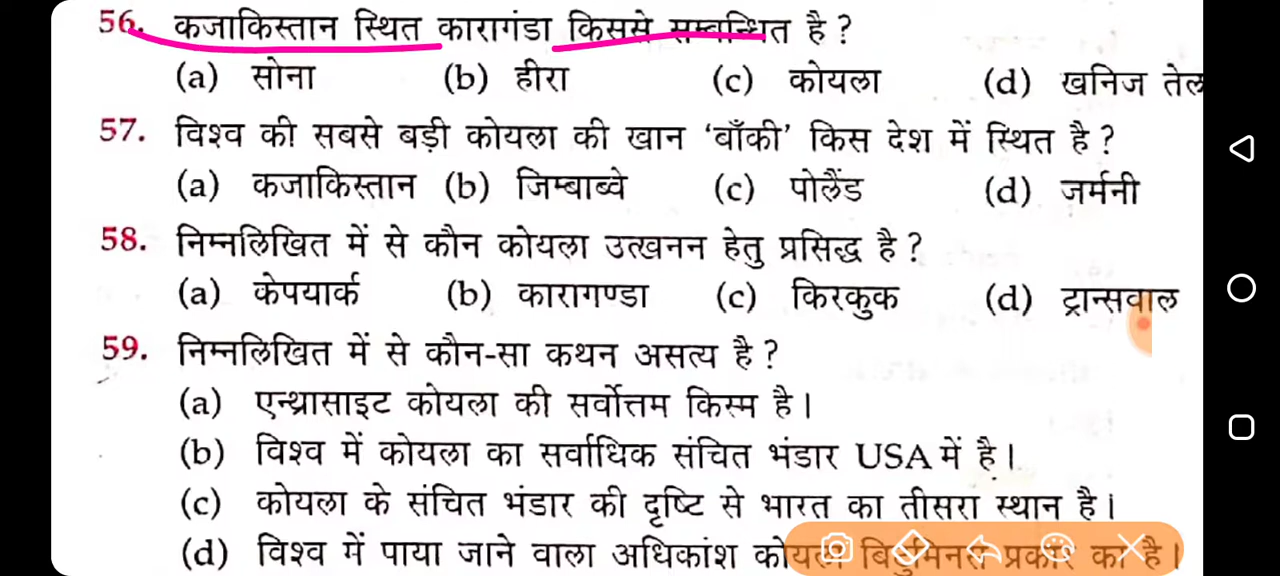 56. कजाकिस्तान स्थित कारागंडा किससे सम्बन्धित है ?
(a) सोना (b) हीरा (c) कोयला (d) खनिज तेल
57. विश्व की सबसे बड़ी कोयला की खान ‘बाँकी’ किस देश में स्थित है ?
(a) कजाकिस्तान (b) जिम्बाब्वे (c) पोलैंड (d) जर्मनी
58. निम्नलिखित में से कौन कोयला उत्खनन हेतु प्रसिद्ध है ?
(a) केपयार्क (b) कारागण्डा (c) किरकुक (d) ट्रान्सवाल
59. निम्नलिखित में से कौन-सा कथन असत्य है ?
(a) एन्थ्रासाइट कोयला की सर्वोत्तम किस्म है।
(b) विश्व में कोयला का सर्वाधिक संचित भंडार USA में है।
(c) कोयला के संचित भंडार की दृष्टि से भारत का तीसरा स्थान है।
(d) विश्व में पाया जाने वाला अधिकांश कोयला बिटुमिनस प्रकार का है।